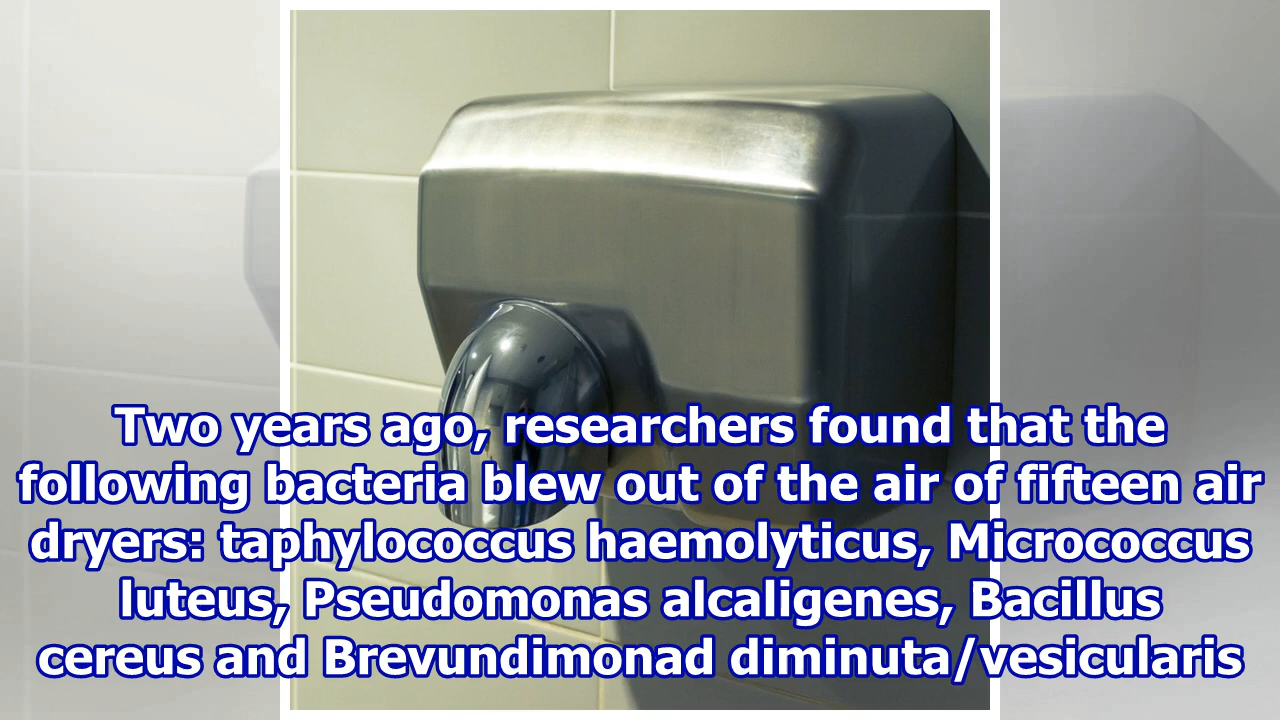 Two years ago, researchers found that the
following bacteria blew out of the air of fifteen air
dryers: taphylococcus haemolyticus, Micrococcus
luteus, Pseudomonas alcaligenes, Bacillus
cereus and Brevundimonad diminuta/vesicularis